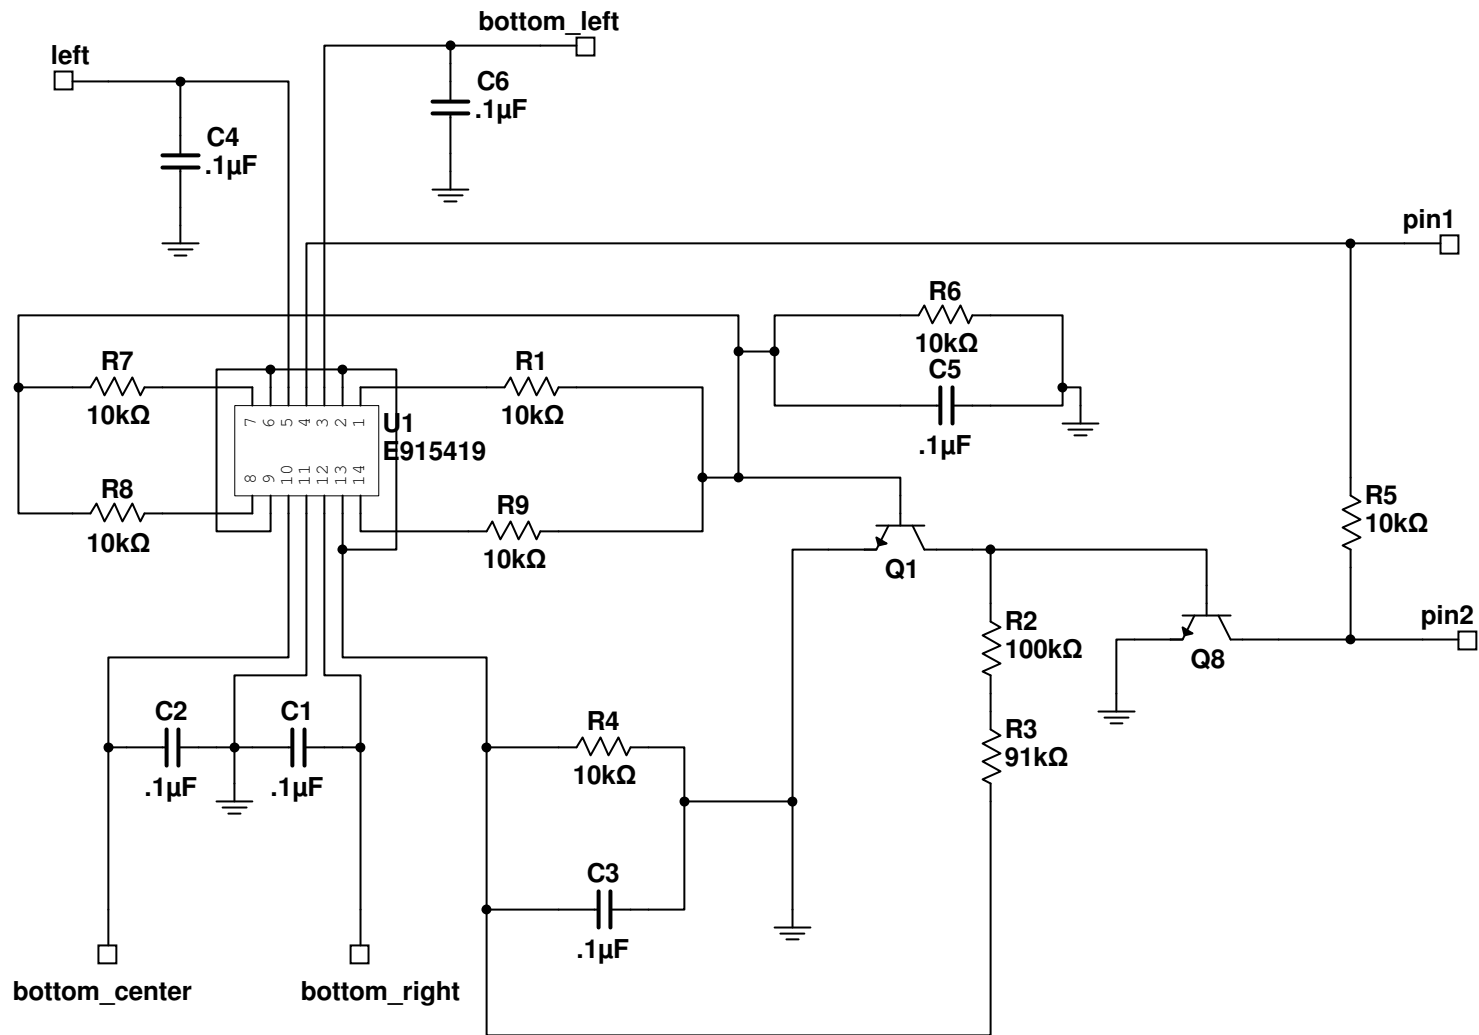 bottom_left
left
C6
.1µF
C4
.1µF
pin1
R6
10kΩ
R7
10kΩ
R1
10kΩ
C5
.1µF
7 6 5 4 3 2 1
U1
E915419
8 9 10 11 12 13 14
R8
10kΩ
R9
10kΩ
R5
10kΩ
Q1
R2
100kΩ
pin2
Q8
C2
.1µF
C1
.1µF
R4
10kΩ
R3
91kΩ
C3
.1µF
bottom_center
bottom_right